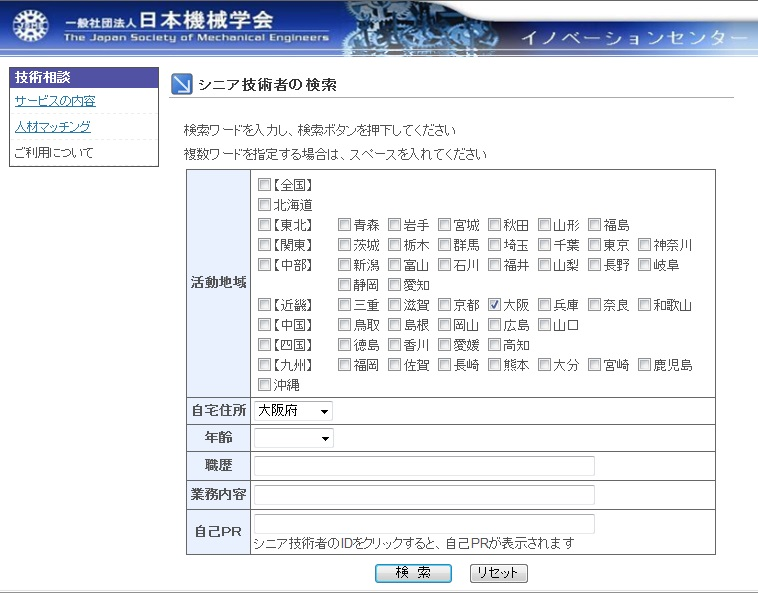 一般社団法人日本機械学会
The Japan Society of Mechanical Engineers
イノベーションセンター
技術相談
サービスの内容
人材マッチング
ご利用について
シニア技術者の検索
検索ワードを入力し、検索ボタンを押下してください
複数ワードを指定する場合は、スペースを入れてください
活動地域
【全国】
北海道
【東北】 青森 岩手 宮城 秋田 山形 福島
【関東】 茨城 栃木 群馬 埼玉 千葉 東京 神奈川
【中部】 新潟 富山 石川 福井 山梨 長野 岐阜
静岡 愛知
【近畿】 三重 滋賀 京都 大阪 兵庫 奈良 和歌山
【中国】 鳥取 島根 岡山 広島 山口
【四国】 徳島 香川 愛媛 高知
【九州】 福岡 佐賀 長崎 熊本 大分 宮崎 鹿児島
沖縄
自宅住所 大阪府
年齢
職歴
業務内容
自己PR
シニア技術者のIDをクリックすると、自己PRが表示されます
検 索 リセット